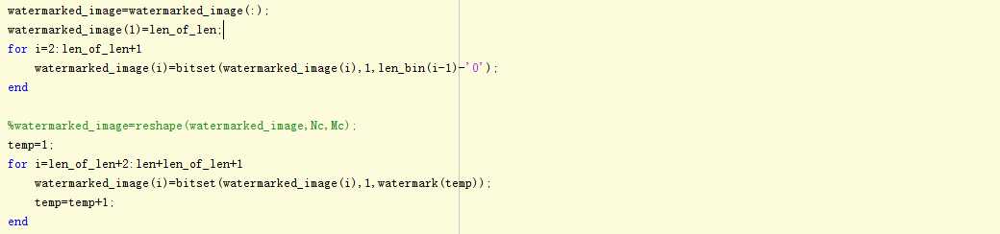 watermarked_image=watermarked_image(:);
watermarked_image(1)=len_of_len;
for i=2:len_of_len+1
    watermarked_image(i)=bitset(watermarked_image(i),1,len_bin(i-1)-'0');
end

%watermarked_image=reshape(watermarked_image,Nc,Mc);
temp=1;
for i=len_of_len+2:len+len_of_len+1
    watermarked_image(i)=bitset(watermarked_image(i),1,watermark(temp));
    temp=temp+1;
end